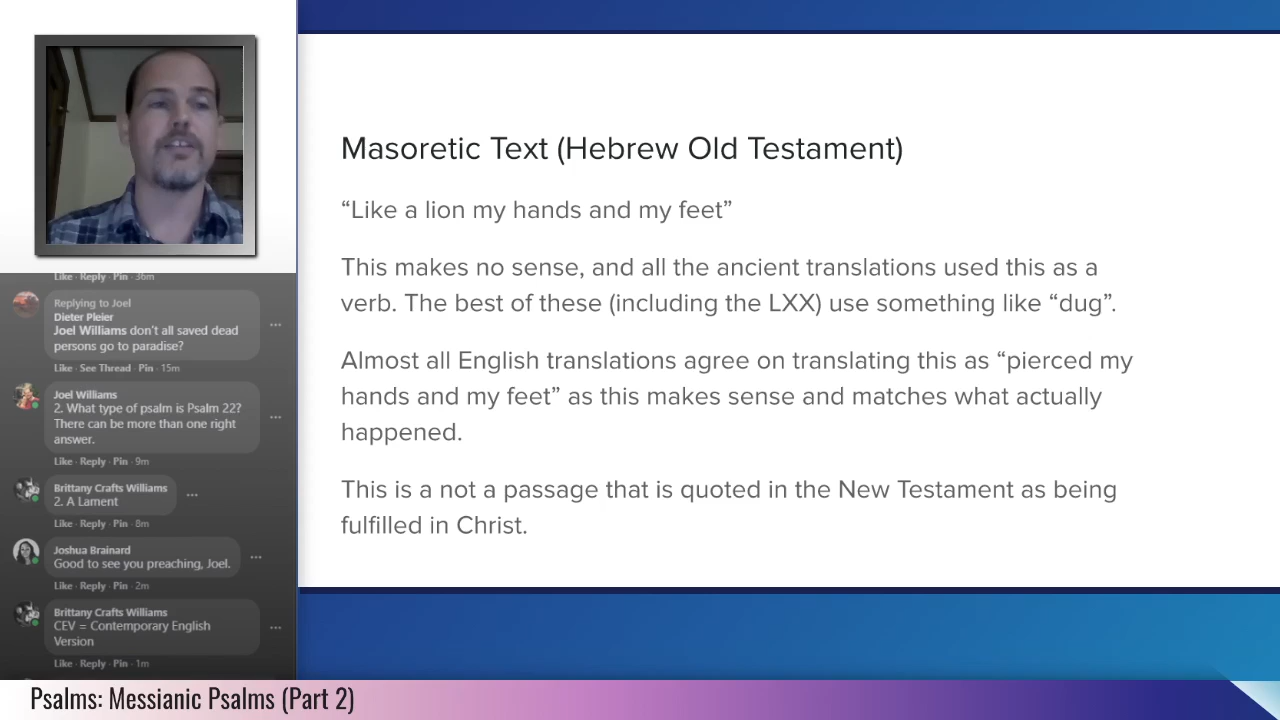 Like · Reply · Pin · 36m
Replying to Joel
Dieter Pleier
Joel Williams don't all saved dead
persons go to paradise?
Like · See Thread · Pin · 15m
Joel Williams
2. What type of psalm is Psalm 22?
There can be more than one right
answer.
Like · Reply · Pin · 9m
Brittany Crafts Williams
2. A Lament
Like · Reply · Pin · 8m
Joshua Brainard
Good to see you preaching, Joel.
Like · Reply · Pin · 2m
Brittany Crafts Williams
CEV = Contemporary English
Version
Like · Reply · Pin · 1m
Masoretic Text (Hebrew Old Testament)
“Like a lion my hands and my feet”
This makes no sense, and all the ancient translations used this as a
verb. The best of these (including the LXX) use something like “dug”.
Almost all English translations agree on translating this as “pierced my
hands and my feet” as this makes sense and matches what actually
happened.
This is a not a passage that is quoted in the New Testament as being
fulfilled in Christ.
Psalms: Messianic Psalms (Part 2)